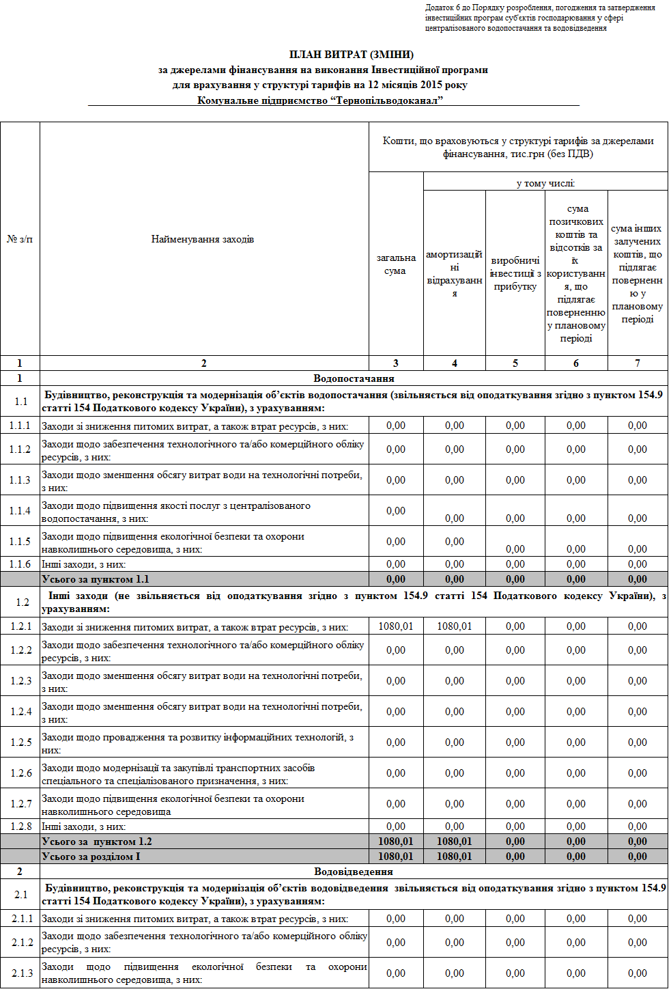 Додаток 6 до Порядку розроблення, погодження та затвердження
інвестиційних програм суб'єктів господарювання у сфері
централізованого водопостачання та водовідведення
ПЛАН ВИТРАТ (ЗМІНИ)
за джерелами фінансування на виконання Інвестиційної програми
для врахування у структурі тарифів на 12 місяців 2015 року
Комунальне підприємство “Тернопільводоканал”
№ з/п
Найменування заходів
Кошти, що враховуються у структурі тарифів за джерелами
фінансування, тис.грн (без ПДВ)
загальна
сума
у тому числі:
амортизацій
ні
відрахуванн
я
виробничі
інвестиції з
прибутку
сума
позичкових
коштів та
відсотків за
їх
користуванн
я, що
підлягає
поверненню
у плановому
періоді
сума інших
залучених
коштів, що
підлягає
поверненн
ю у
плановому
періоді
1 2 3 4 5 6 7
1 Водопостачання
1.1 Будівництво, реконструкція та модернізація об’єктів водопостачання (звільняється від оподаткування згідно з пунктом 154.9
статті 154 Податкового кодексу України), з урахуванням:
1.1.1 Заходи зі зниження питомих витрат, а також втрат ресурсів, з них: 0,00 0,00 0,00 0,00 0,00
1.1.2 Заходи щодо забезпечення технологічного та/або комерційного обліку
ресурсів, з них: 0,00 0,00 0,00 0,00 0,00
1.1.3 Заходи щодо зменшення обсягу витрат води на технологічні потреби,
з них: 0,00 0,00 0,00 0,00 0,00
1.1.4 Заходи щодо підвищення якості послуг з централізованого
водопостачання, з них: 0,00 0,00 0,00 0,00 0,00
1.1.5 Заходи щодо підвищення екологічної безпеки та охорони
навколишнього середовища, з них: 0,00 0,00 0,00 0,00 0,00
1.1.6 Інші заходи, з них: 0,00 0,00 0,00 0,00 0,00
Усього за пунктом 1.1 0,00 0,00 0,00 0,00 0,00
1.2 Інші заходи (не звільняється від оподаткування згідно з пунктом 154.9 статті 154 Податкового кодексу України), з
урахуванням:
1.2.1 Заходи зі зниження питомих витрат, а також втрат ресурсів, з них: 1080,01 1080,01 0,00 0,00 0,00
1.2.2 Заходи щодо забезпечення технологічного та/або комерційного обліку
ресурсів, з них: 0,00 0,00 0,00 0,00 0,00
1.2.3 Заходи щодо зменшення обсягу витрат води на технологічні потреби,
з них: 0,00 0,00 0,00 0,00 0,00
1.2.4 Заходи щодо зменшення обсягу витрат води на технологічні потреби,
з них: 0,00 0,00 0,00 0,00 0,00
1.2.5 Заходи щодо провадження та розвитку інформаційних технологій, з
них: 0,00 0,00 0,00 0,00 0,00
1.2.6 Заходи щодо модернізації та закупівлі транспортних засобів
спеціального та спеціалізованого призначення, з них: 0,00 0,00 0,00 0,00 0,00
1.2.7 Заходи щодо підвищення екологічної безпеки та охорони
навколишнього середовища 0,00 0,00 0,00 0,00 0,00
1.2.8 Інші заходи, з них: 0,00 0,00 0,00 0,00 0,00
Усього за пунктом 1.2 1080,01 1080,01 0,00 0,00 0,00
Усього за розділом I 1080,01 1080,01 0,00 0,00 0,00
2 Водовідведення
2.1 Будівництво, реконструкція та модернізація об’єктів водовідведення звільняється від оподаткування згідно з пунктом 154.9
статті 154 Податкового кодексу України), з урахуванням:
2.1.1 Заходи зі зниження питомих витрат, а також втрат ресурсів, з них: 0,00 0,00 0,00 0,00 0,00
2.1.2 Заходи щодо забезпечення технологічного та/або комерційного обліку
ресурсів, з них: 0,00 0,00 0,00 0,00 0,00
2.1.3 Заходи щодо підвищення екологічної безпеки та охорони
навколишнього середовища, з них: 0,00 0,00 0,00 0,00 0,00